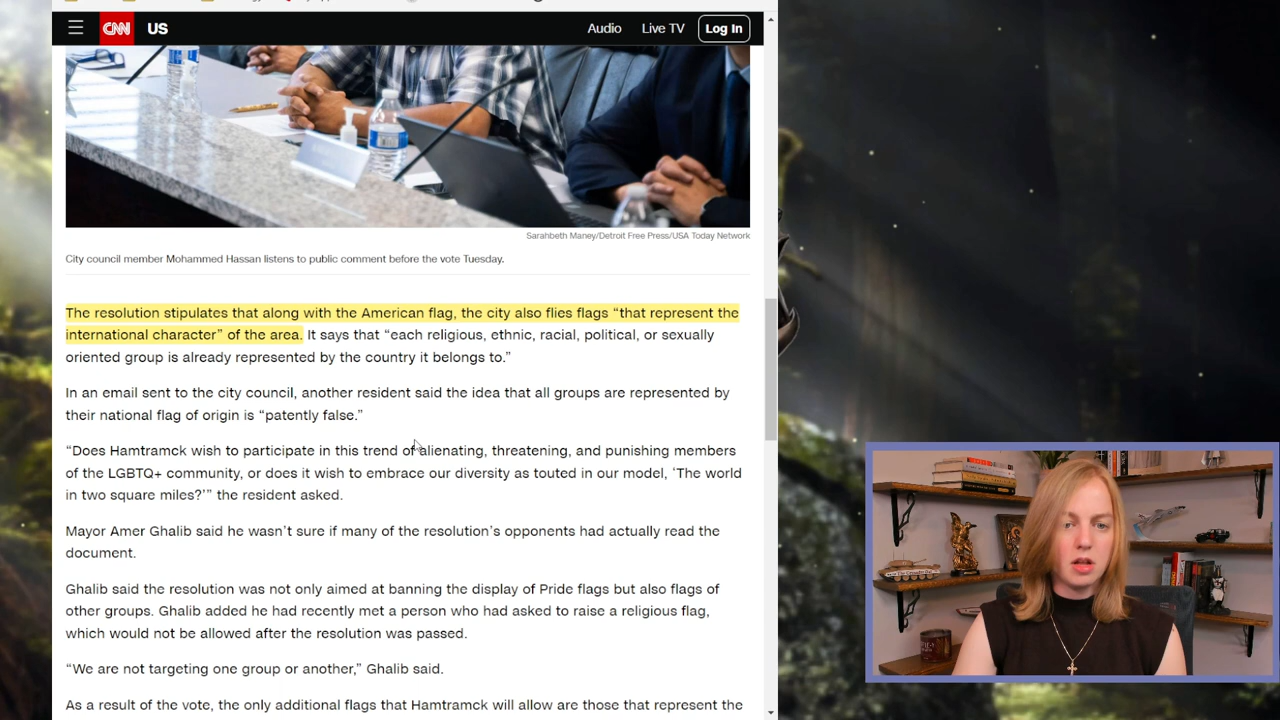 CNN US Audio Live TV Log In
Sarahbeth Maney/Detroit Free Press/USA Today Network
City council member Mohammed Hassan listens to public comment before the vote Tuesday.
The resolution stipulates that along with the American flag, the city also flies flags “that represent the
international character” of the area. It says that “each religious, ethnic, racial, political, or sexually
oriented group is already represented by the country it belongs to.”
In an email sent to the city council, another resident said the idea that all groups are represented by
their national flag of origin is “patently false.”
“Does Hamtramck wish to participate in this trend of alienating, threatening, and punishing members
of the LGBTQ+ community, or does it wish to embrace our diversity as touted in our model, ‘The world
in two square miles?’” the resident asked.
Mayor Amer Ghalib said he wasn’t sure if many of the resolution’s opponents had actually read the
document.
Ghalib said the resolution was not only aimed at banning the display of Pride flags but also flags of
other groups. Ghalib added he had recently met a person who had asked to raise a religious flag,
which would not be allowed after the resolution was passed.
“We are not targeting one group or another,” Ghalib said.
As a result of the vote, the only additional flags that Hamtramck will allow are those that represent the